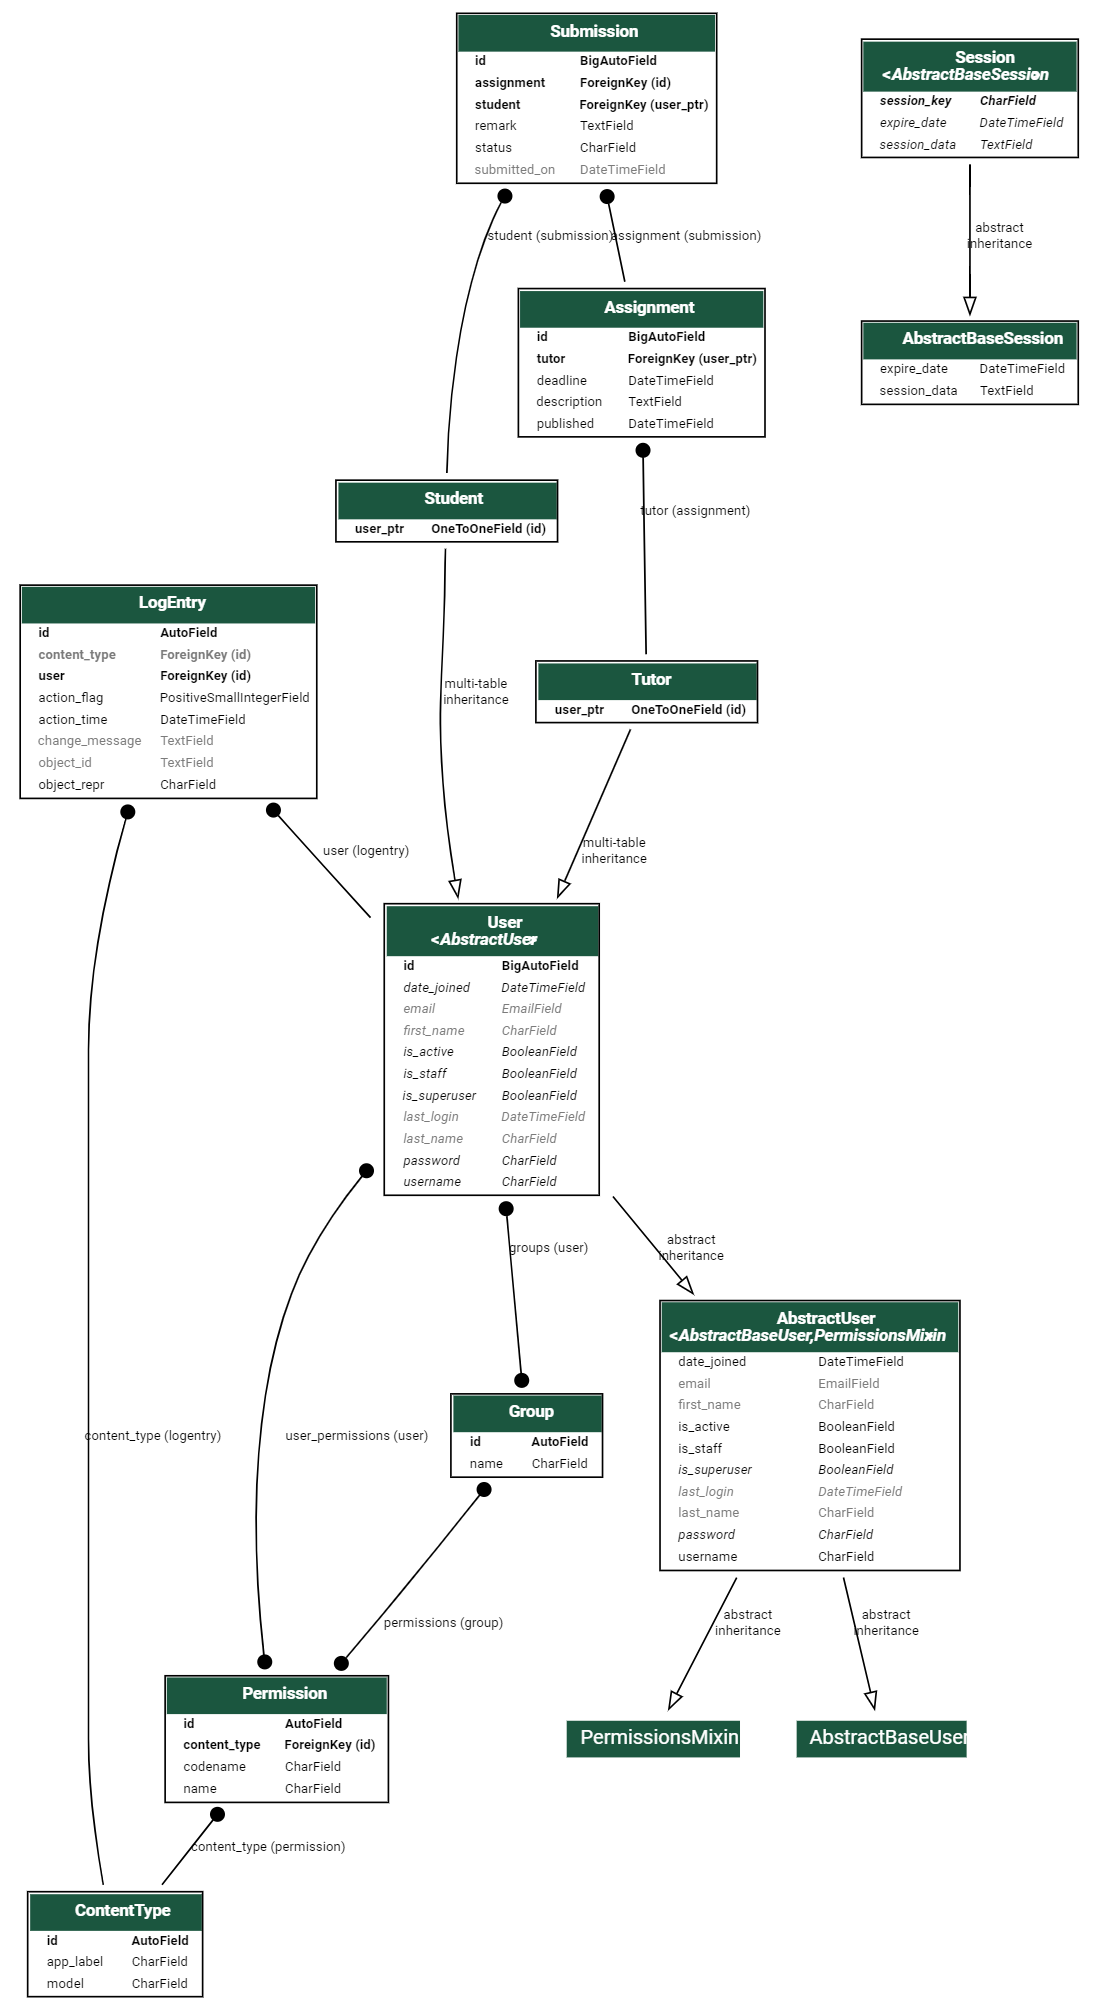 Submission
id BigAutoField
assignment ForeignKey (id)
student ForeignKey (user_ptr)
remark TextField
status CharField
submitted_on DateTimeField
Session
<AbstractBaseSession>
session_key CharField
expire_date DateTimeField
session_data TextField
student (submission)
assignment (submission)
abstract
inheritance
Assignment
id BigAutoField
tutor ForeignKey (user_ptr)
deadline DateTimeField
description TextField
published DateTimeField
AbstractBaseSession
expire_date DateTimeField
session_data TextField
Student
user_ptr OneToOneField (id)
tutor (assignment)
LogEntry
id AutoField
content_type ForeignKey (id)
user ForeignKey (id)
action_flag PositiveSmallIntegerField
action_time DateTimeField
change_message TextField
object_id TextField
object_repr CharField
multi-table
inheritance
Tutor
user_ptr OneToOneField (id)
user (logentry)
multi-table
inheritance
User
<AbstractUser>
id BigAutoField
date_joined DateTimeField
email EmailField
first_name CharField
is_active BooleanField
is_staff BooleanField
is_superuser BooleanField
last_login DateTimeField
last_name CharField
password CharField
username CharField
groups (user)
abstract
inheritance
AbstractUser
<AbstractBaseUser,PermissionsMixin>
date_joined DateTimeField
email EmailField
first_name CharField
is_active BooleanField
is_staff BooleanField
is_superuser BooleanField
last_login DateTimeField
last_name CharField
password CharField
username CharField
content_type (logentry)
user_permissions (user)
Group
id AutoField
name CharField
permissions (group)
abstract
inheritance
abstract
inheritance
Permission
id AutoField
content_type ForeignKey (id)
codename CharField
name CharField
PermissionsMixin
AbstractBaseUser
content_type (permission)
ContentType
id AutoField
app_label CharField
model CharField